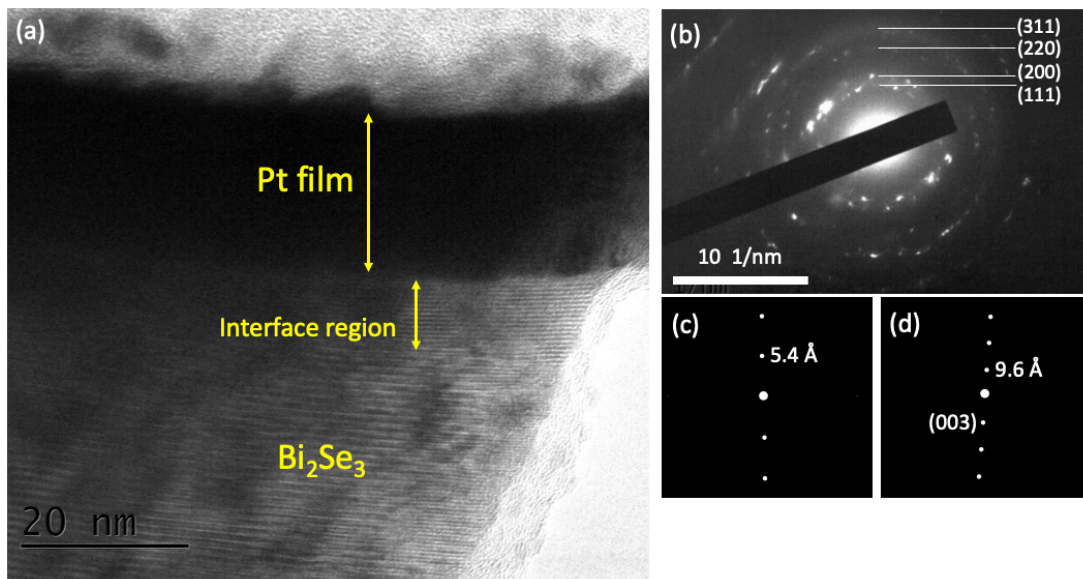 (a)
Pt film
Interface region
Bi₂Se₃
20 nm
(b)
(311)
(220)
(200)
(111)
10 1/nm
(c)
5.4 Å
(d)
9.6 Å
(003)